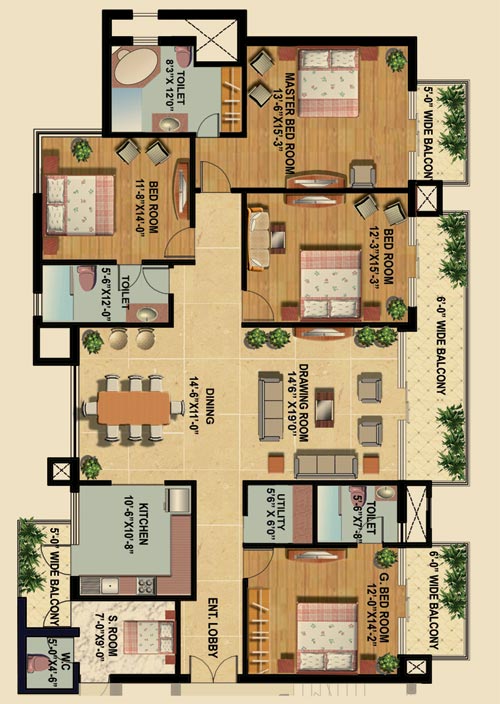 TOILET
8'3"X 12'0"
MASTER BED ROOM
13'-6"X15'-3"
5'-0" WIDE BALCON
BED ROOM
11'-8"X14'-0"
BED ROOM
12'-3"X15'-3"
6'-0" WIDE BALCONY
TOILET
5'-6"X12'-0"
DINING
14'-6"X11'-0"
DRAWING ROOM
14'6" X19'0"
KITCHEN
10'-6"X10'-8"
UTILITY
5'6" X 6'0"
TOILET
5'-6"X7'-8"
5'-0" WIDE BALCONY
G. BED ROOM
12'-0"X14'-2"
6'-0" WIDE BALCONY
S. ROOM
7'-0"X9'-0"
ENT. LOBBY
W.C
5'-0"X4'-6"